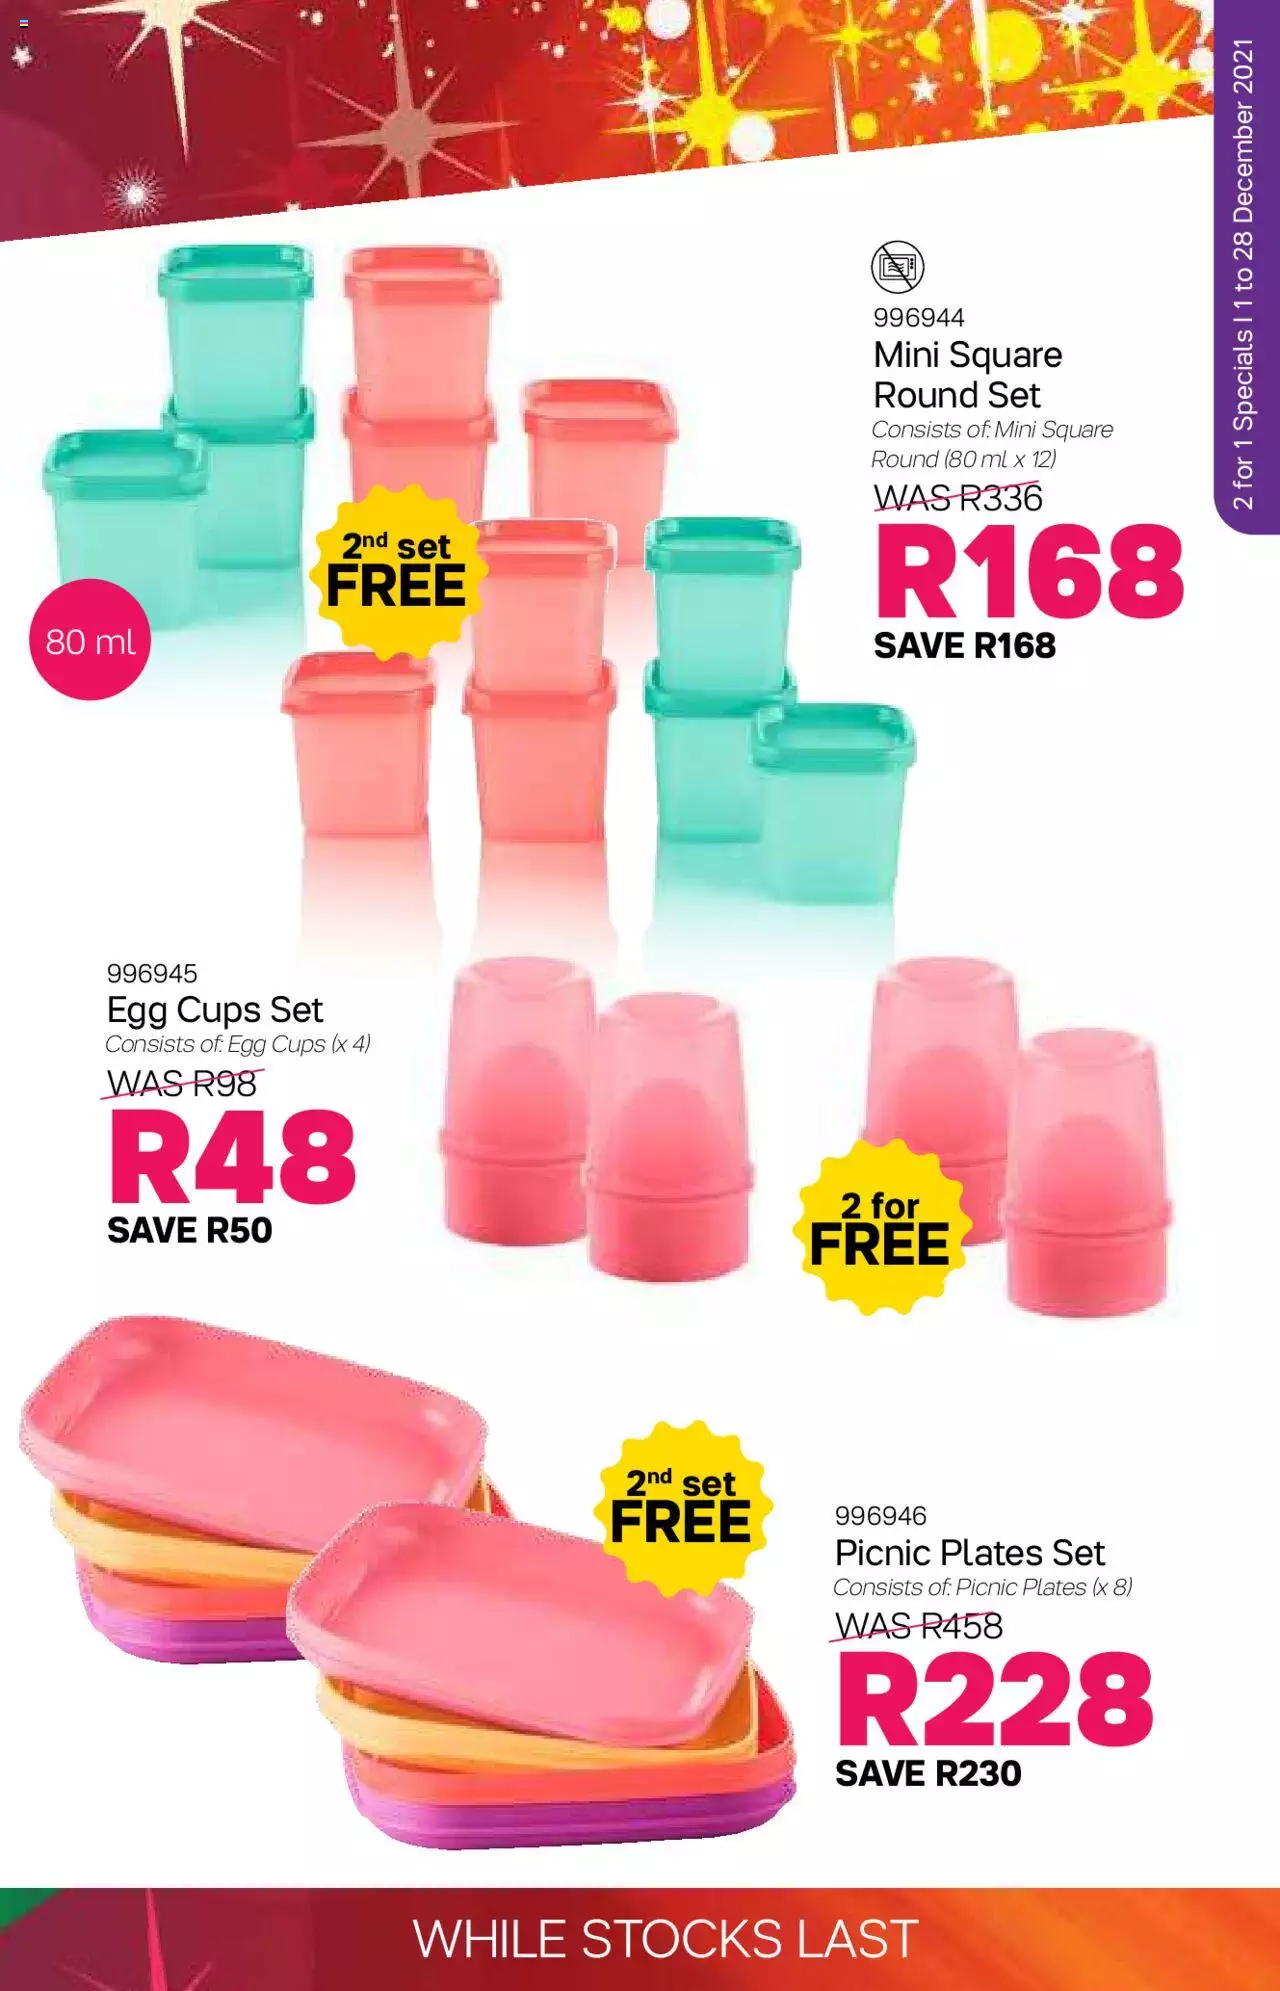 2 for 1 Specials | 1 to 28 December 2021
996944
Mini Square
Round Set
Consists of: Mini Square
Round (80 ml x 12)
WAS R336
R168
SAVE R168
2nd set
FREE
80 ml
996945
Egg Cups Set
Consists of: Egg Cups (x 4)
WAS R98
R48
SAVE R50
2 for
FREE
2nd set
FREE
996946
Picnic Plates Set
Consists of: Picnic Plates (x 8)
WAS R458
R228
SAVE R230
WHILE STOCKS LAST